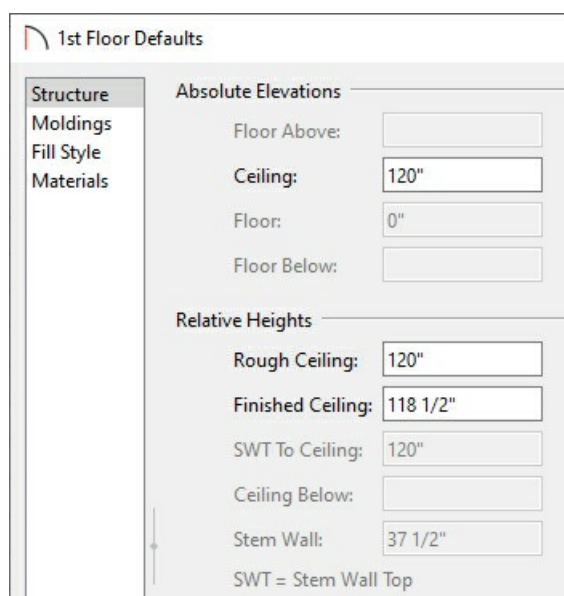 1st Floor Defaults
Structure
Moldings
Fill Style
Materials
Absolute Elevations
Floor Above:
Ceiling: 120"
Floor: 0"
Floor Below:
Relative Heights
Rough Ceiling: 120"
Finished Ceiling: 118 1/2"
SWT To Ceiling: 120"
Ceiling Below:
Stem Wall: 37 1/2"
SWT = Stem Wall Top